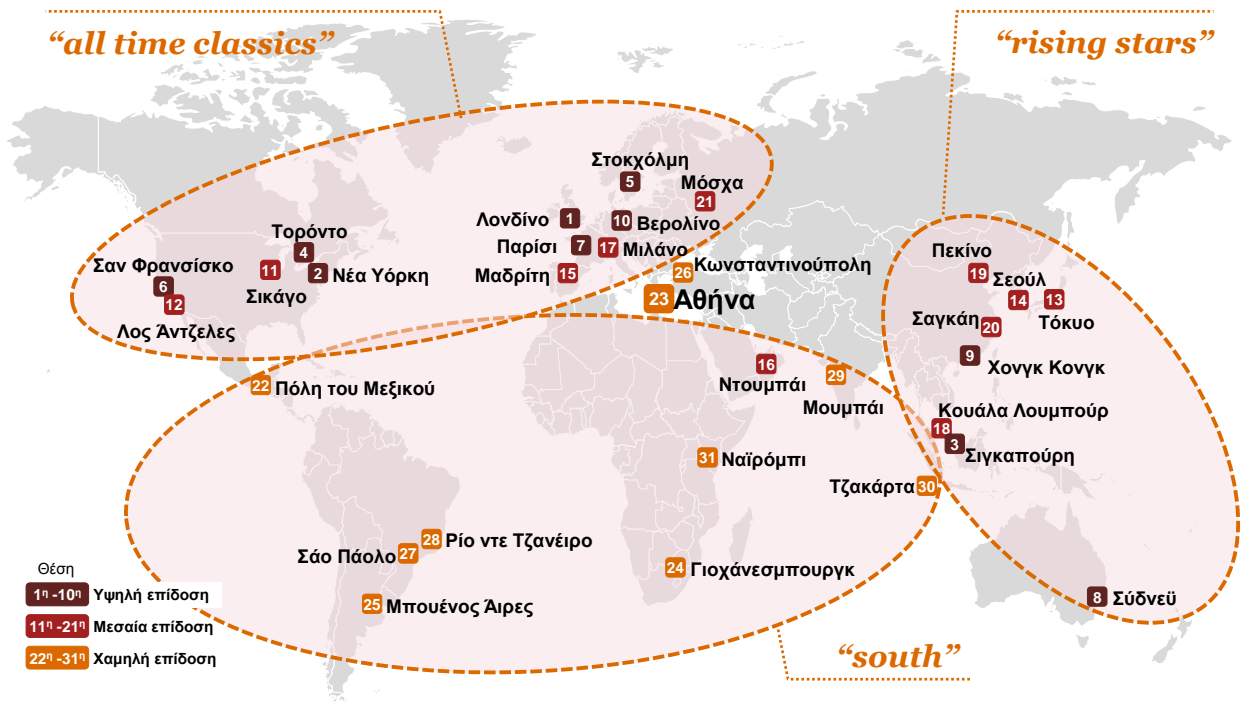 “all time classics”
“rising stars”
Στοκχόλμη
5
Μόσχα
21
Λονδίνο 1
10 Βερολίνο
Παρίσι 7
17 Μιλάνο
Μαδρίτη 15
26 Κωνσταντινούπολη
23 Αθήνα
Τορόντο
4
2 Νέα Υόρκη
11
Σικάγο
Σαν Φρανσίσκο
6
12
Λος Άντζελες
Πεκίνο
19
Σεούλ
14
13
Τόκυο
Σαγκάη 20
9
Χονγκ Κονγκ
Κουάλα Λουμπούρ
18
3
Σιγκαπούρη
22 Πόλη του Μεξικού
16
Ντουμπάι
29
Μουμπάι
31 Ναϊρόμπι
Τζακάρτα 30
28 Ρίο ντε Τζανέιρο
Σάο Πάολο 27
24 Γιοχάνεσμπουργκ
25 Μπουένος Άιρες
8 Σύδνεϋ
“south”
Θέση
1η -10η Υψηλή επίδοση
11η -21η Μεσαία επίδοση
22η -31η Χαμηλή επίδοση